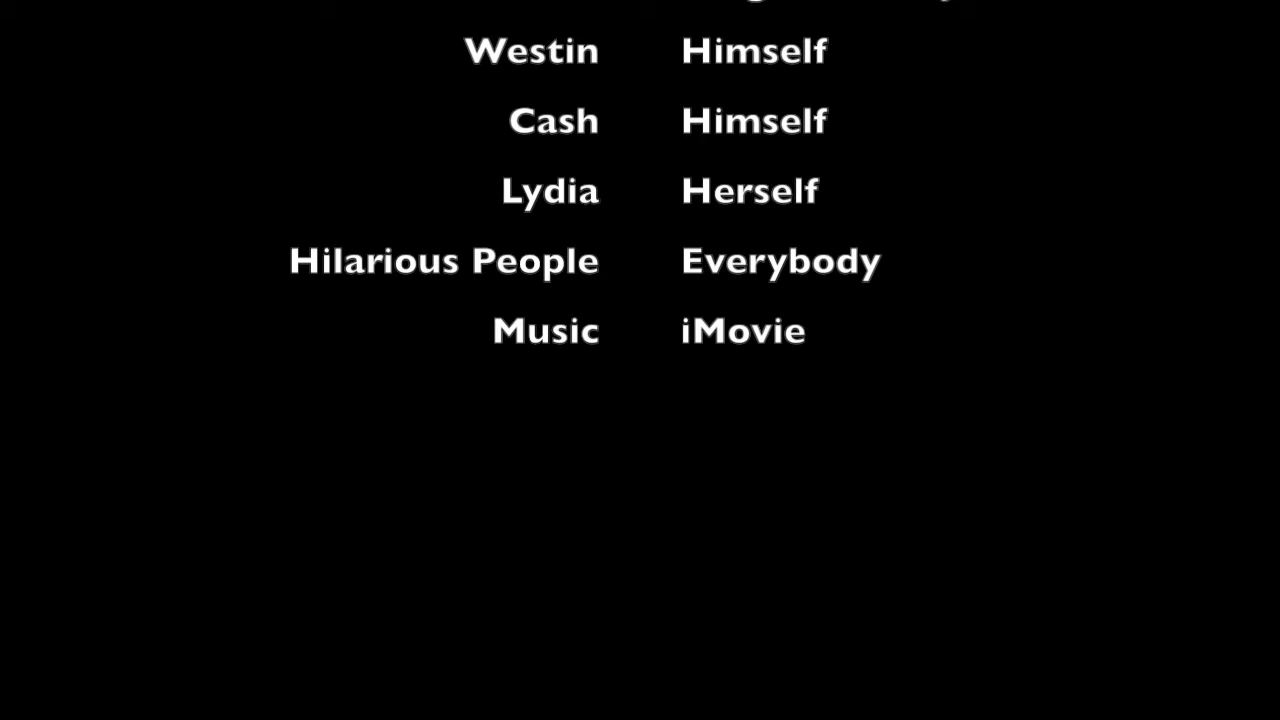 Westin Himself
Cash Himself
Lydia Herself
Hilarious People Everybody
Music iMovie